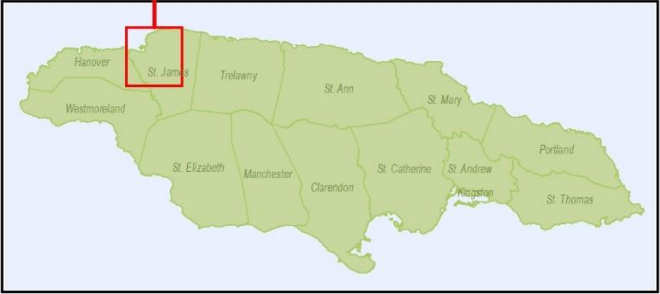 Hanover
St. James
Trelawny
St. Ann
St. Mary
Westmoreland
Portland
St. Elizabeth
Manchester
Clarendon
St. Catherine
St. Andrew
Kingston
St. Thomas